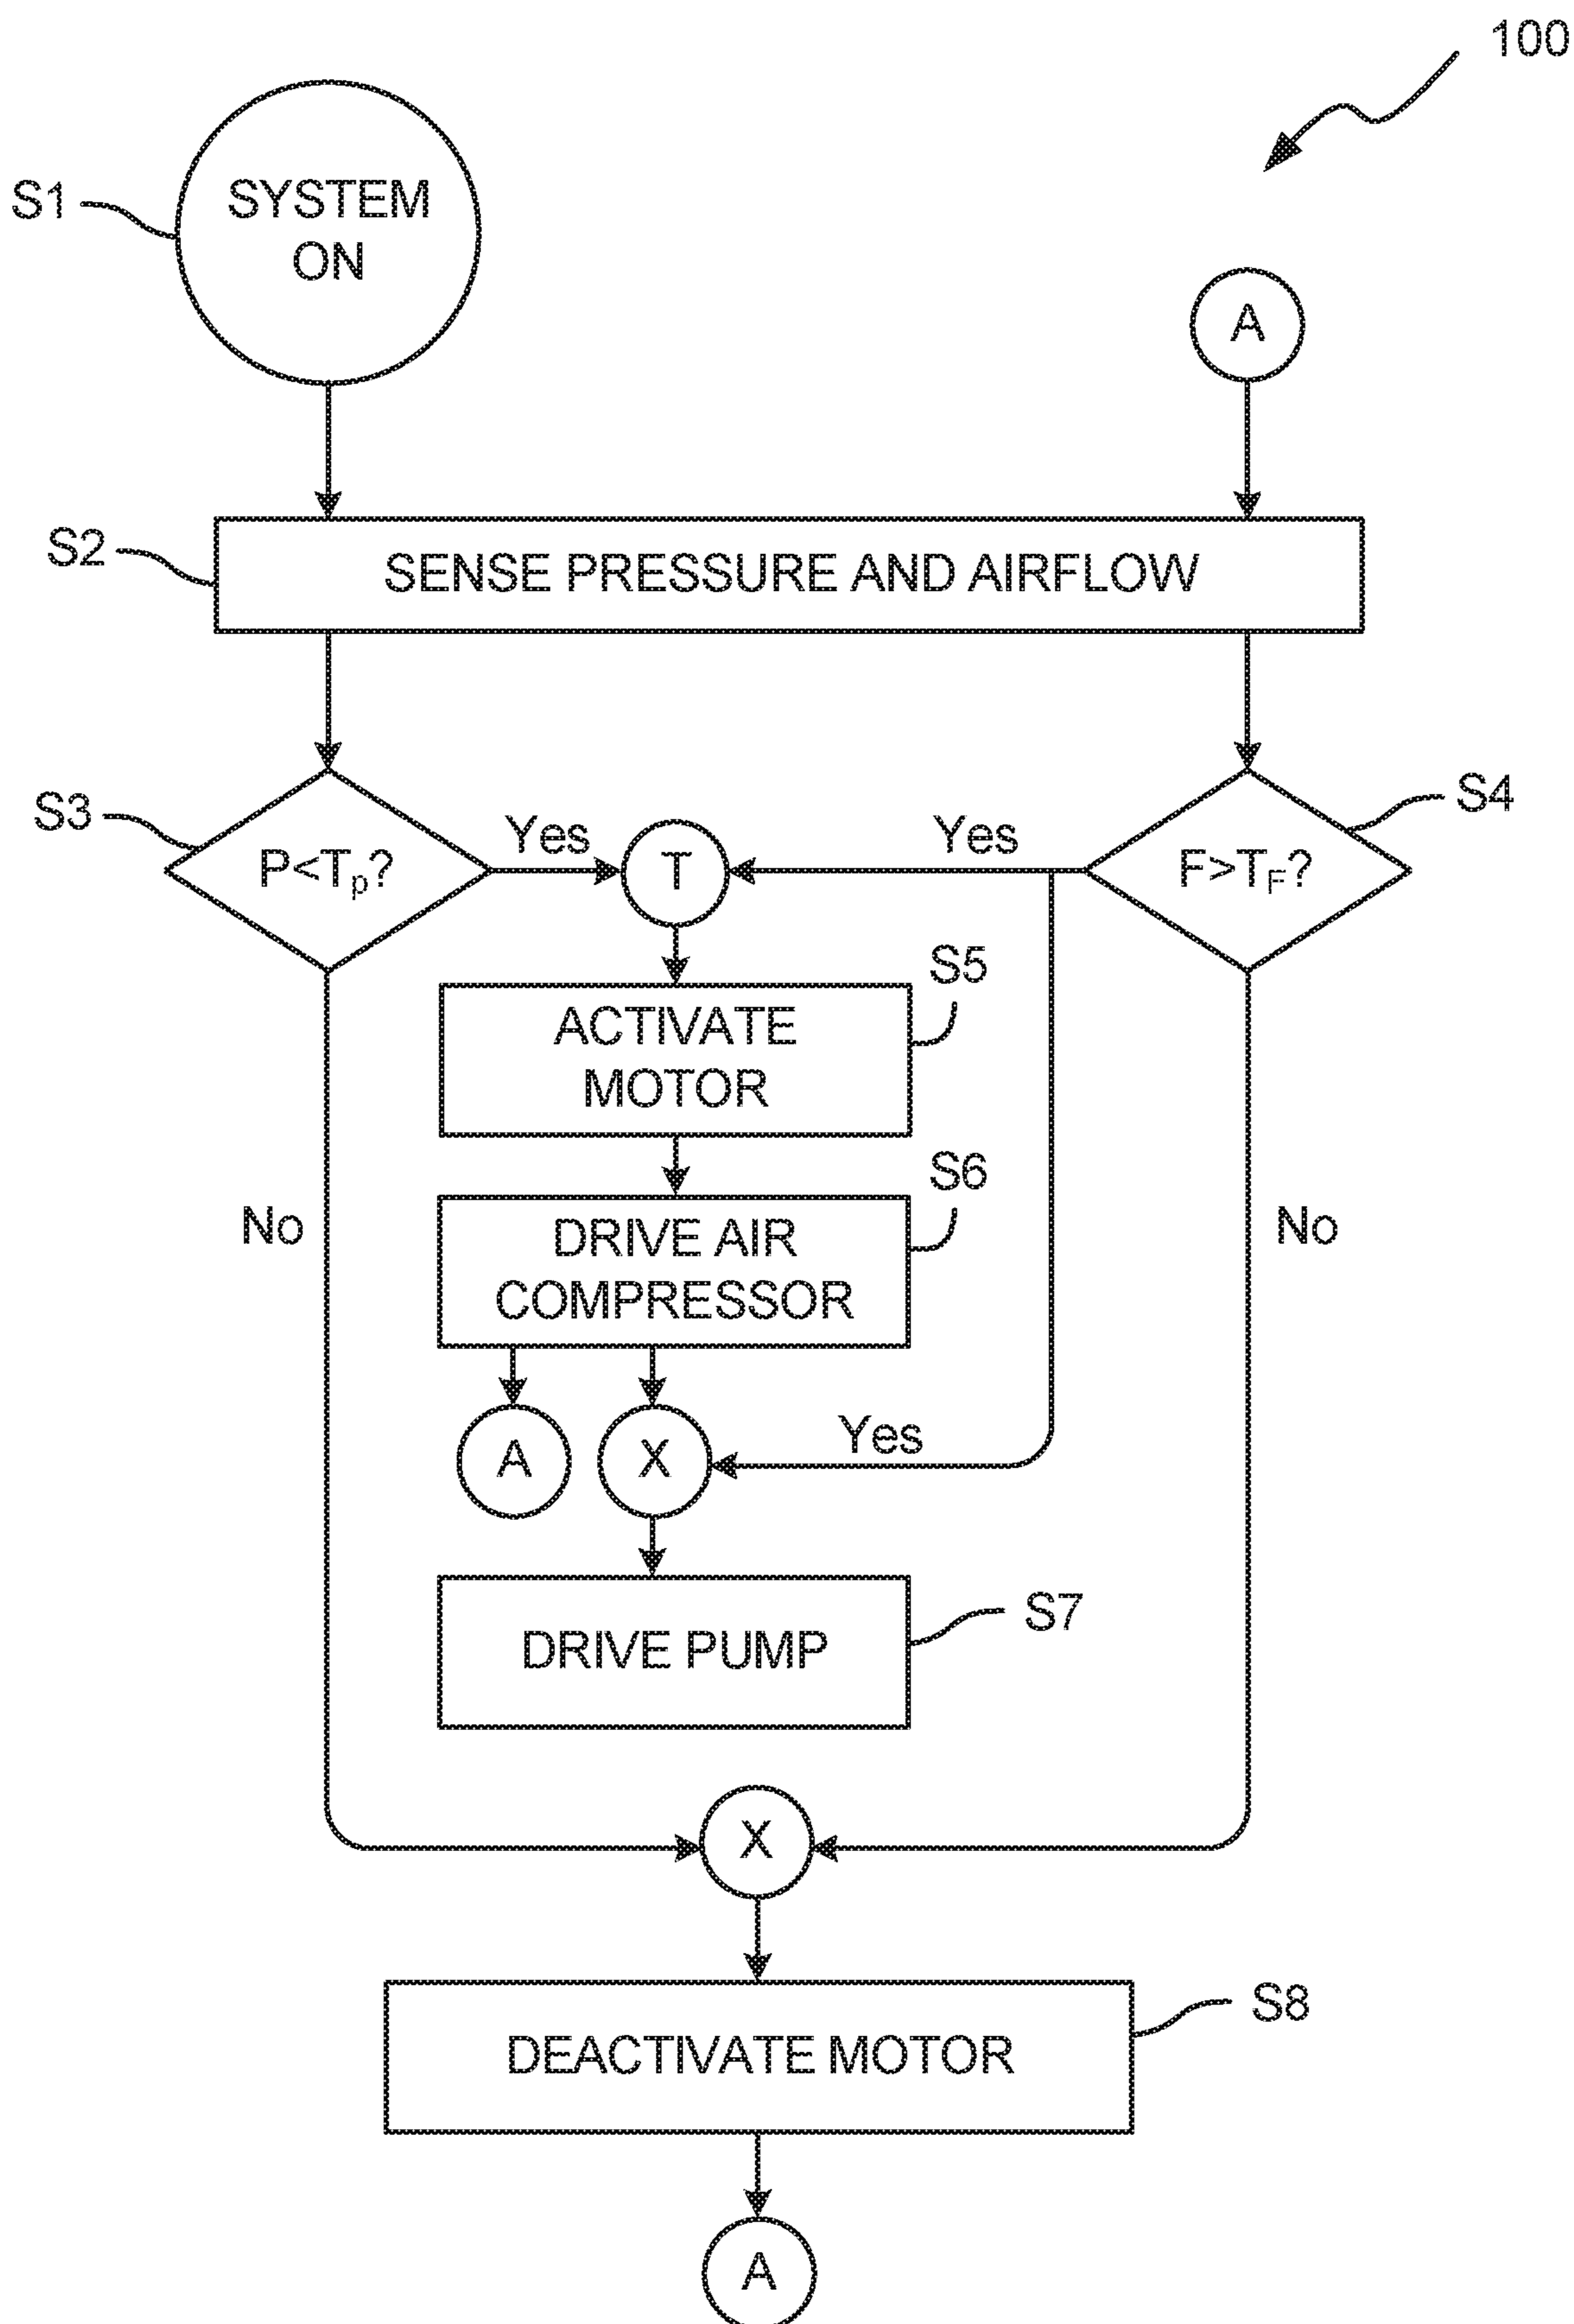 100
S1
SYSTEM
ON
A
S2
SENSE PRESSURE AND AIRFLOW
S3
P<Tp?
Yes
T
Yes
F>TF?
S4
S5
ACTIVATE
MOTOR
S6
No
DRIVE AIR
COMPRESSOR
No
A
X
Yes
S7
DRIVE PUMP
X
S8
DEACTIVATE MOTOR
A